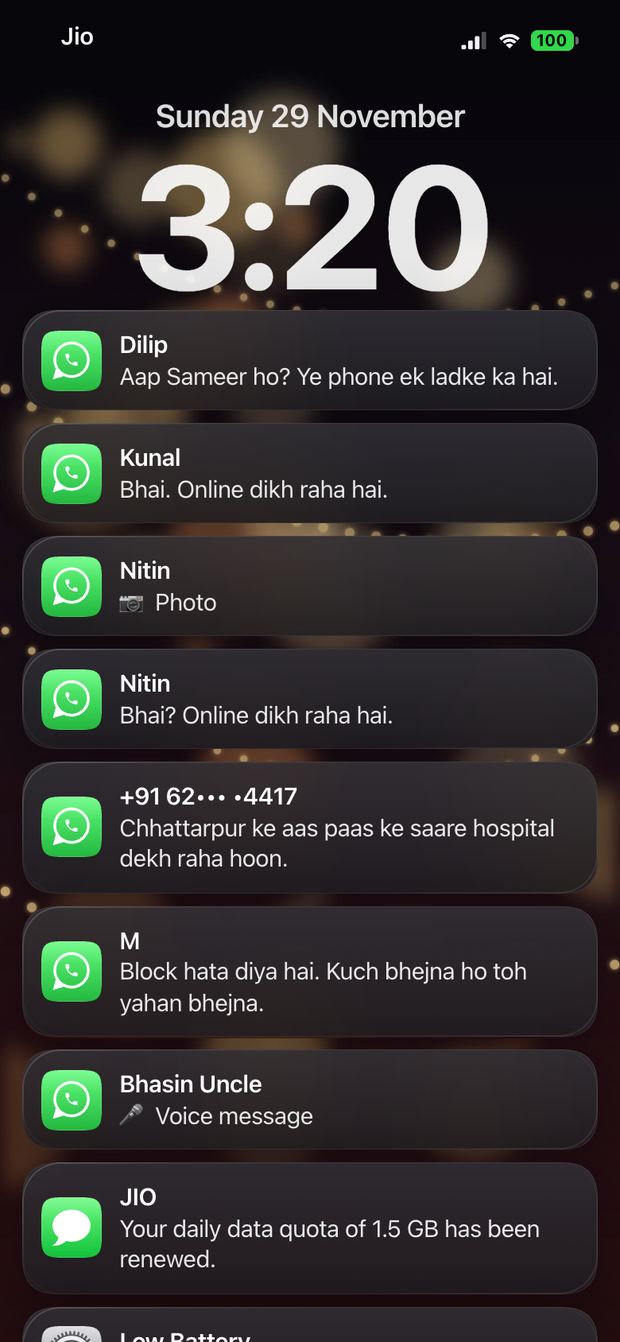 Jio
100
Sunday 29 November
3:20
Dilip
Aap Sameer ho? Ye phone ek ladke ka hai.
Kunal
Bhai. Online dikh raha hai.
Nitin
📷 Photo
Nitin
Bhai? Online dikh raha hai.
+91 62••• •4417
Chhattarpur ke aas paas ke saare hospital
dekh raha hoon.
M
Block hata diya hai. Kuch bhejna ho toh
yahan bhejna.
Bhasin Uncle
🎤 Voice message
JIO
Your daily data quota of 1.5 GB has been
renewed.
Low Battery